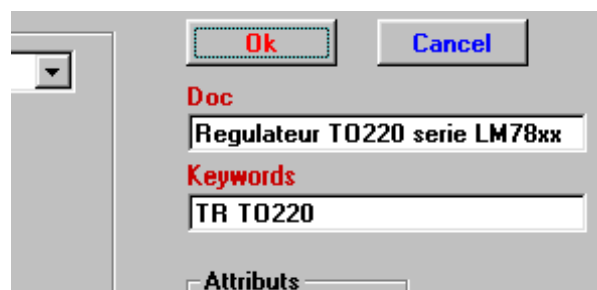 Ok Cancel
Doc
Regulateur TO220 serie LM78xx
Keywords
TR TO220
Attributs